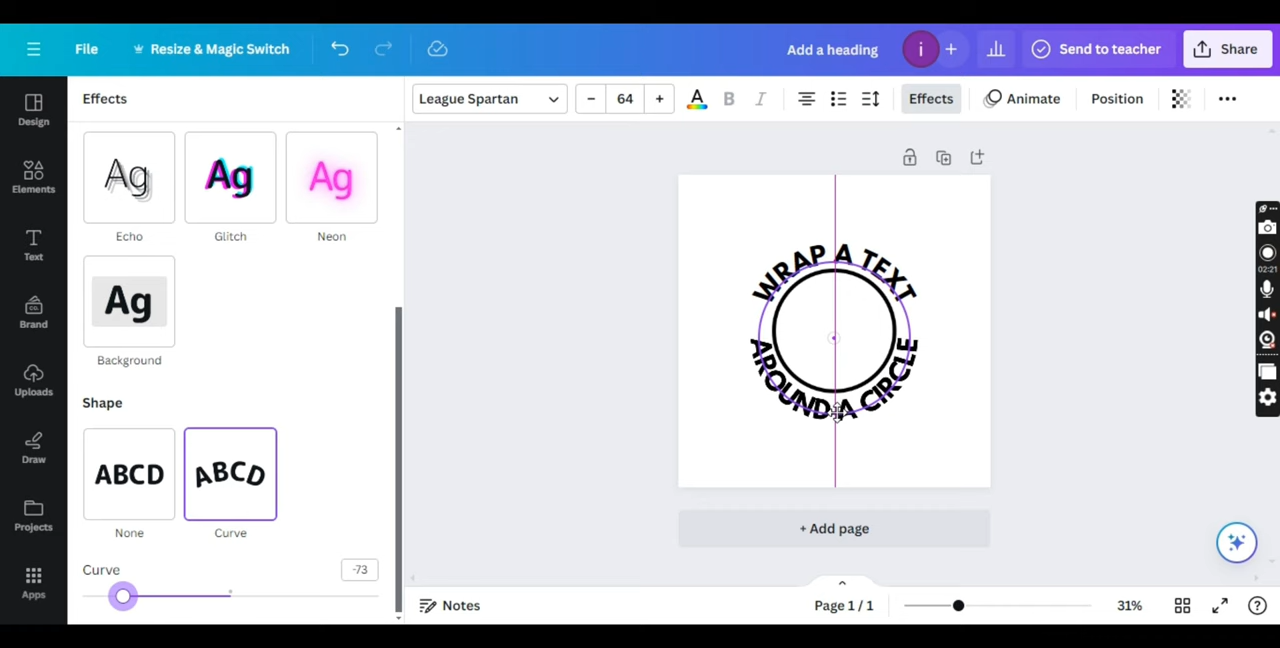 File
Resize & Magic Switch
Add a heading
i
Send to teacher
Share
Design
Elements
Text
Brand
Uploads
Draw
Projects
Apps
Effects
Ag
Ag
Ag
Echo
Glitch
Neon
Ag
Background
Shape
ABCD
ABCD
None
Curve
Curve
-73
League Spartan
64
A
B
I
Effects
Animate
Position
WRAP A TEXT
AROUND A CIRCLE
+ Add page
Notes
Page 1 / 1
31%
02:21